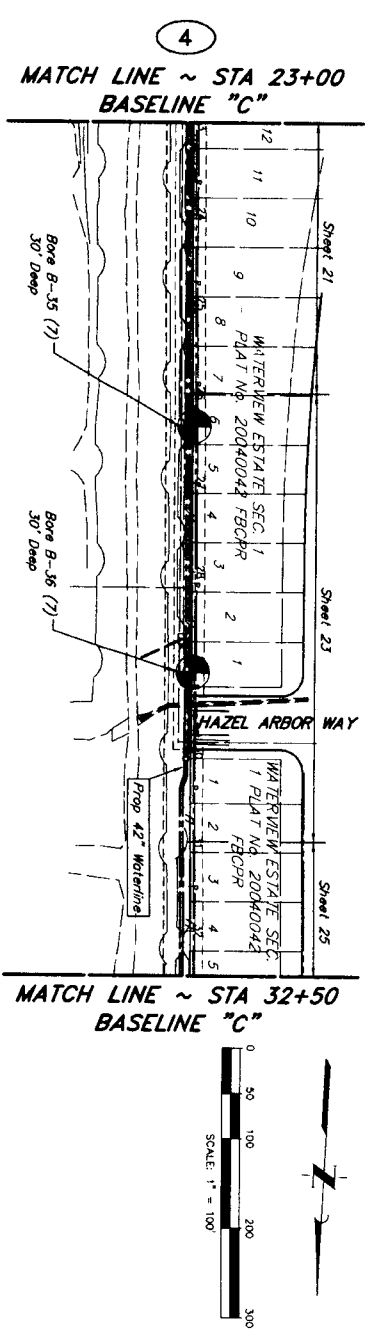 4
MATCH LINE ~ STA 23+00
BASELINE "C"
Sheet 21
12
11
10
9
8
7
6
5
4
3
2
1
WATERVIEW ESTATE SEC. 1
PLAT NO. 20040042 FBCPR
Bore B-35 (7)
30' Deep
Sheet 23
Bore B-36 (7)
30' Deep
HAZEL ARBOR WAY
WATERVIEW ESTATE SEC.
1 PLAT NO. 20040042
FBCPR
1
2
3
4
5
Prop 42" Waterline
Sheet 25
MATCH LINE ~ STA 32+50
BASELINE "C"
0
50
100
200
300
SCALE: 1" = 100'